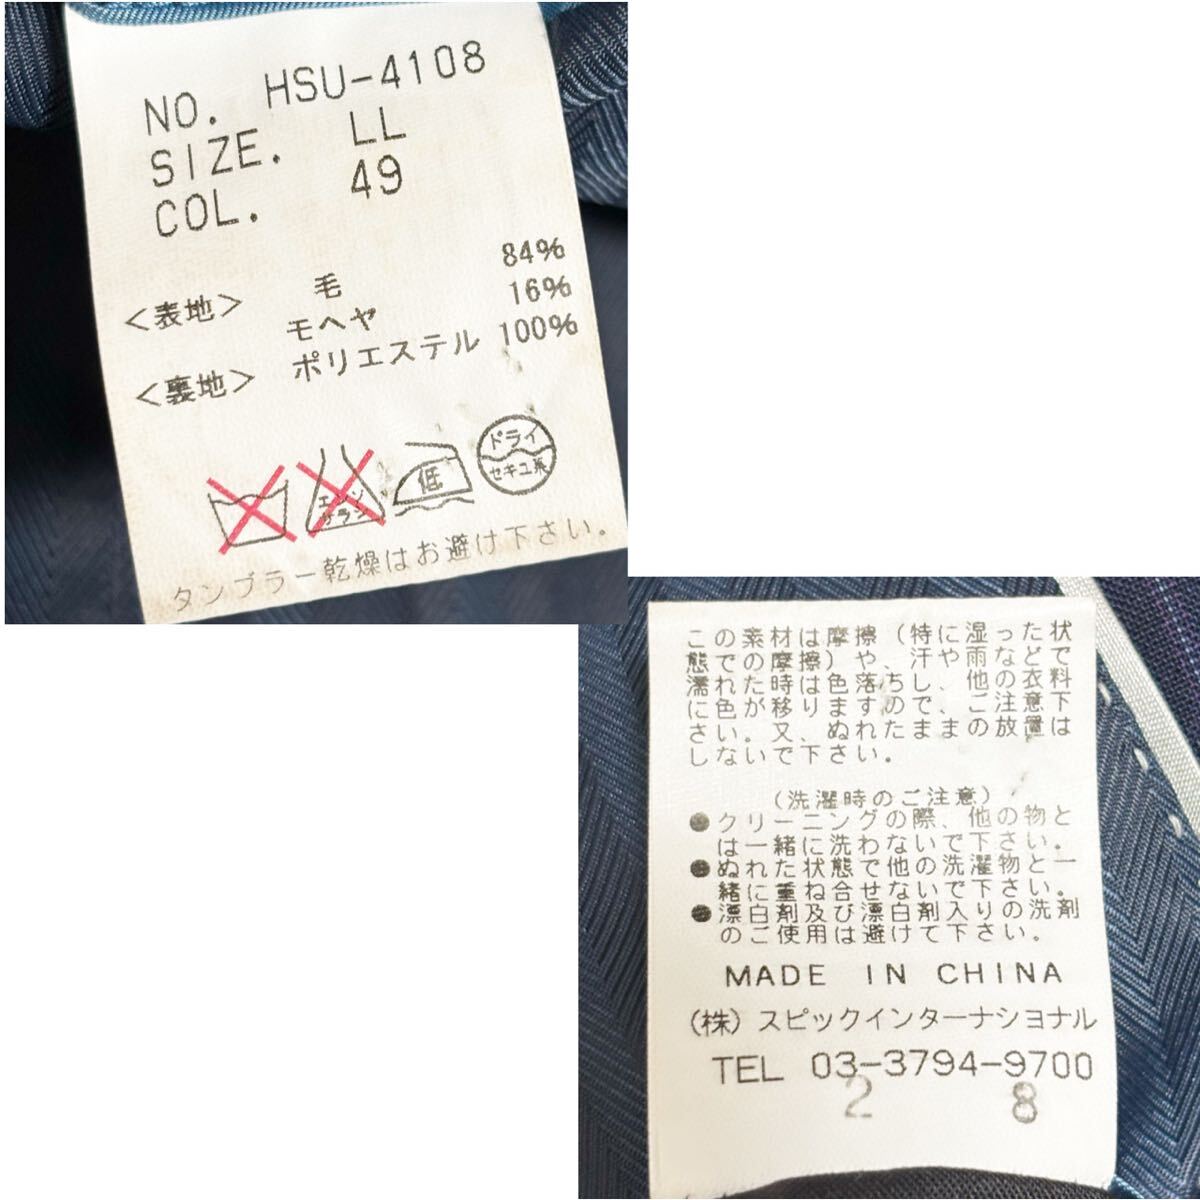 NO. HSU-4108
SIZE. LL
COL. 49
<表地> 毛 84%
モヘヤ 16%
<裏地> ポリエステル 100%
エンソ
サラシ
低
ドライ
セキユ系
タンブラー乾燥はお避け下さい。
この素材は摩擦(特に湿った状
態での摩擦)や、汗や雨などで
濡れた時は色落ちし、他の衣料
に色が移りますので、ご注意下
さい。又、ぬれたままの放置は
しないで下さい。
(洗濯時のご注意)
●クリーニングの際、他の物と
は一緒に洗わないで下さい。
●ぬれた状態で他の洗濯物と一
緒に重ね合せないで下さい。
●漂白剤及び漂白剤入りの洗剤
のご使用は避けて下さい。
MADE IN CHINA
(株)スピックインターナショナル
TEL 03-3794-9700
2 8